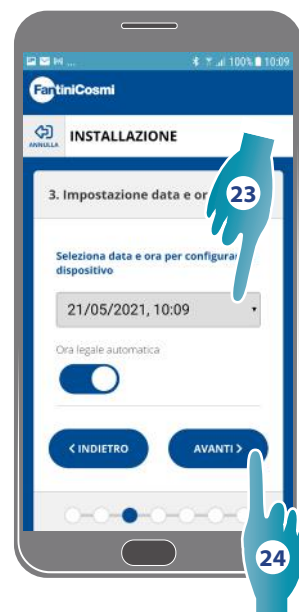 100% 10:09
FantiniCosmi
ANNULLA
INSTALLAZIONE
3. Impostazione data e or
23
Seleziona data e ora per configurar
dispositivo
21/05/2021, 10:09
Ora legale automatica
< INDIETRO
AVANTI >
24